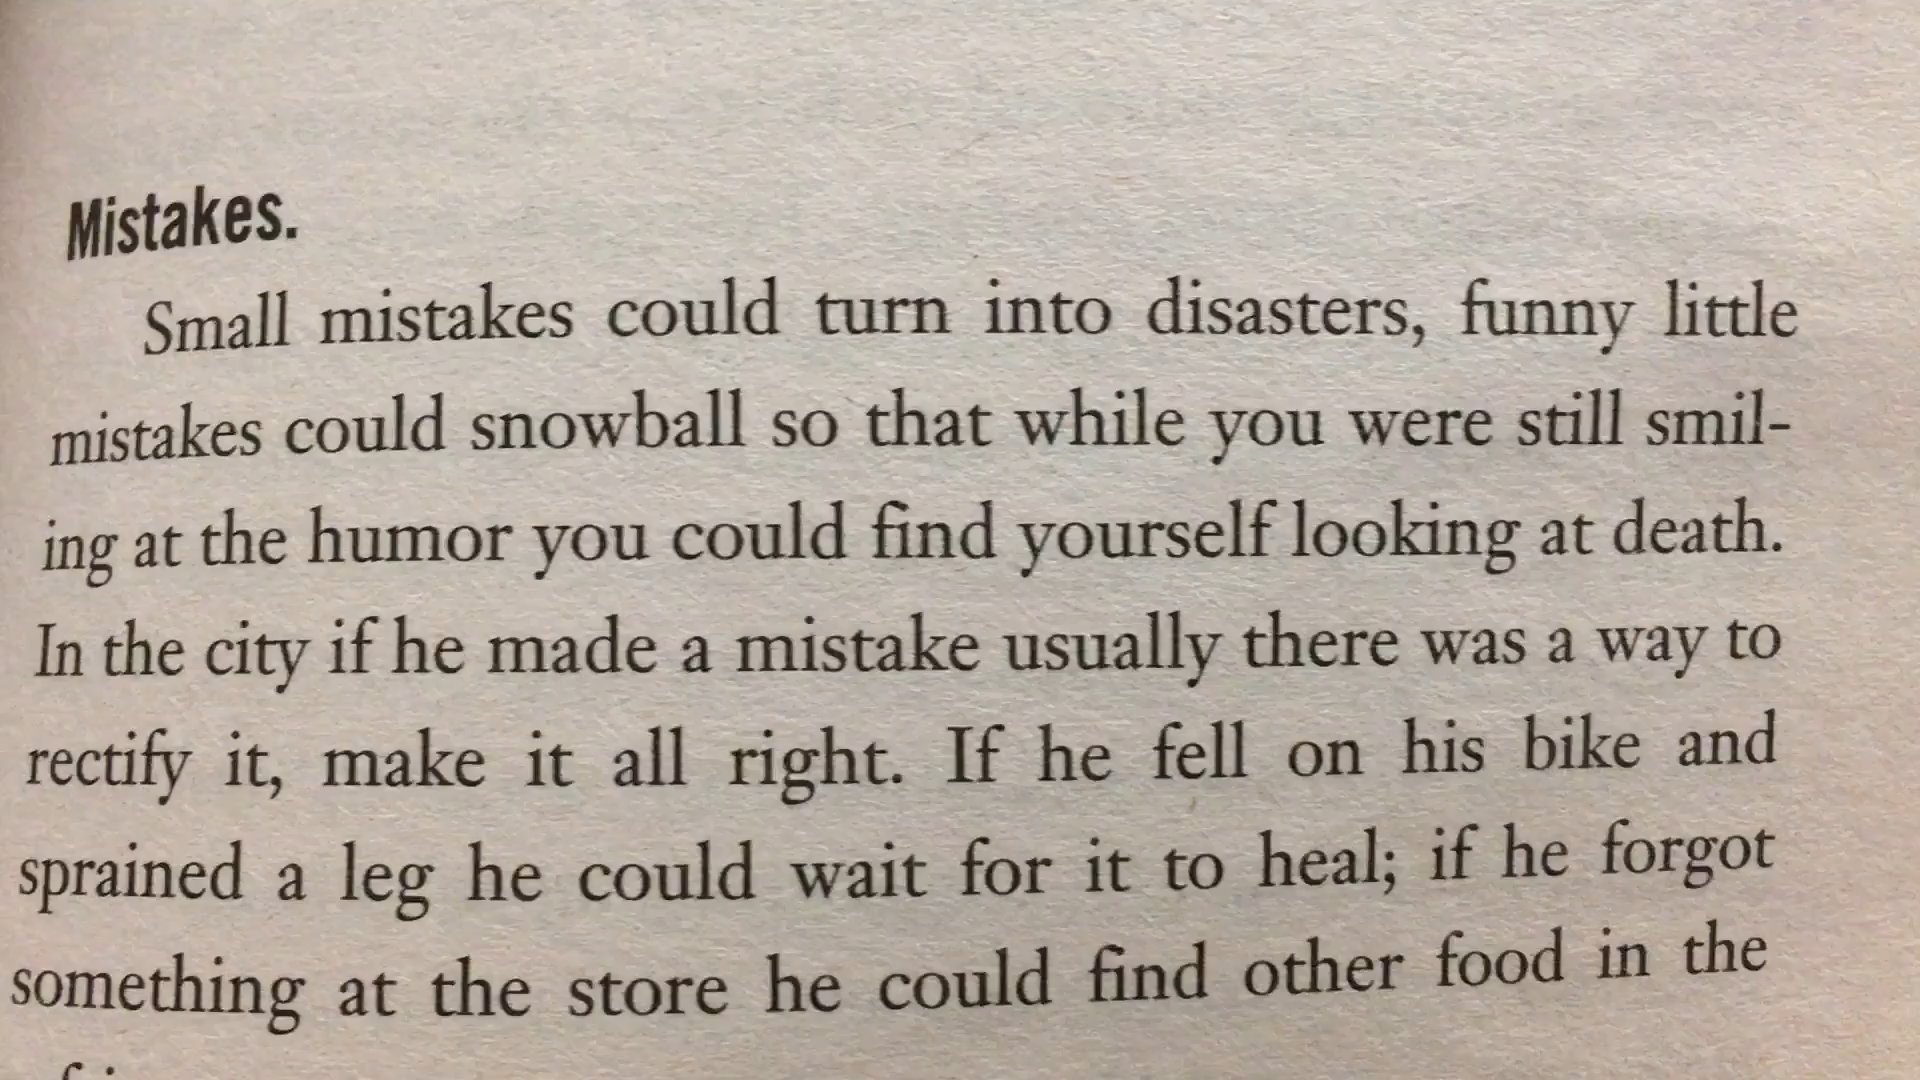 Mistakes.
Small mistakes could turn into disasters, funny little
mistakes could snowball so that while you were still smil-
ing at the humor you could find yourself looking at death.
In the city if he made a mistake usually there was a way to
rectify it, make it all right. If he fell on his bike and
sprained a leg he could wait for it to heal; if he forgot
something at the store he could find other food in the